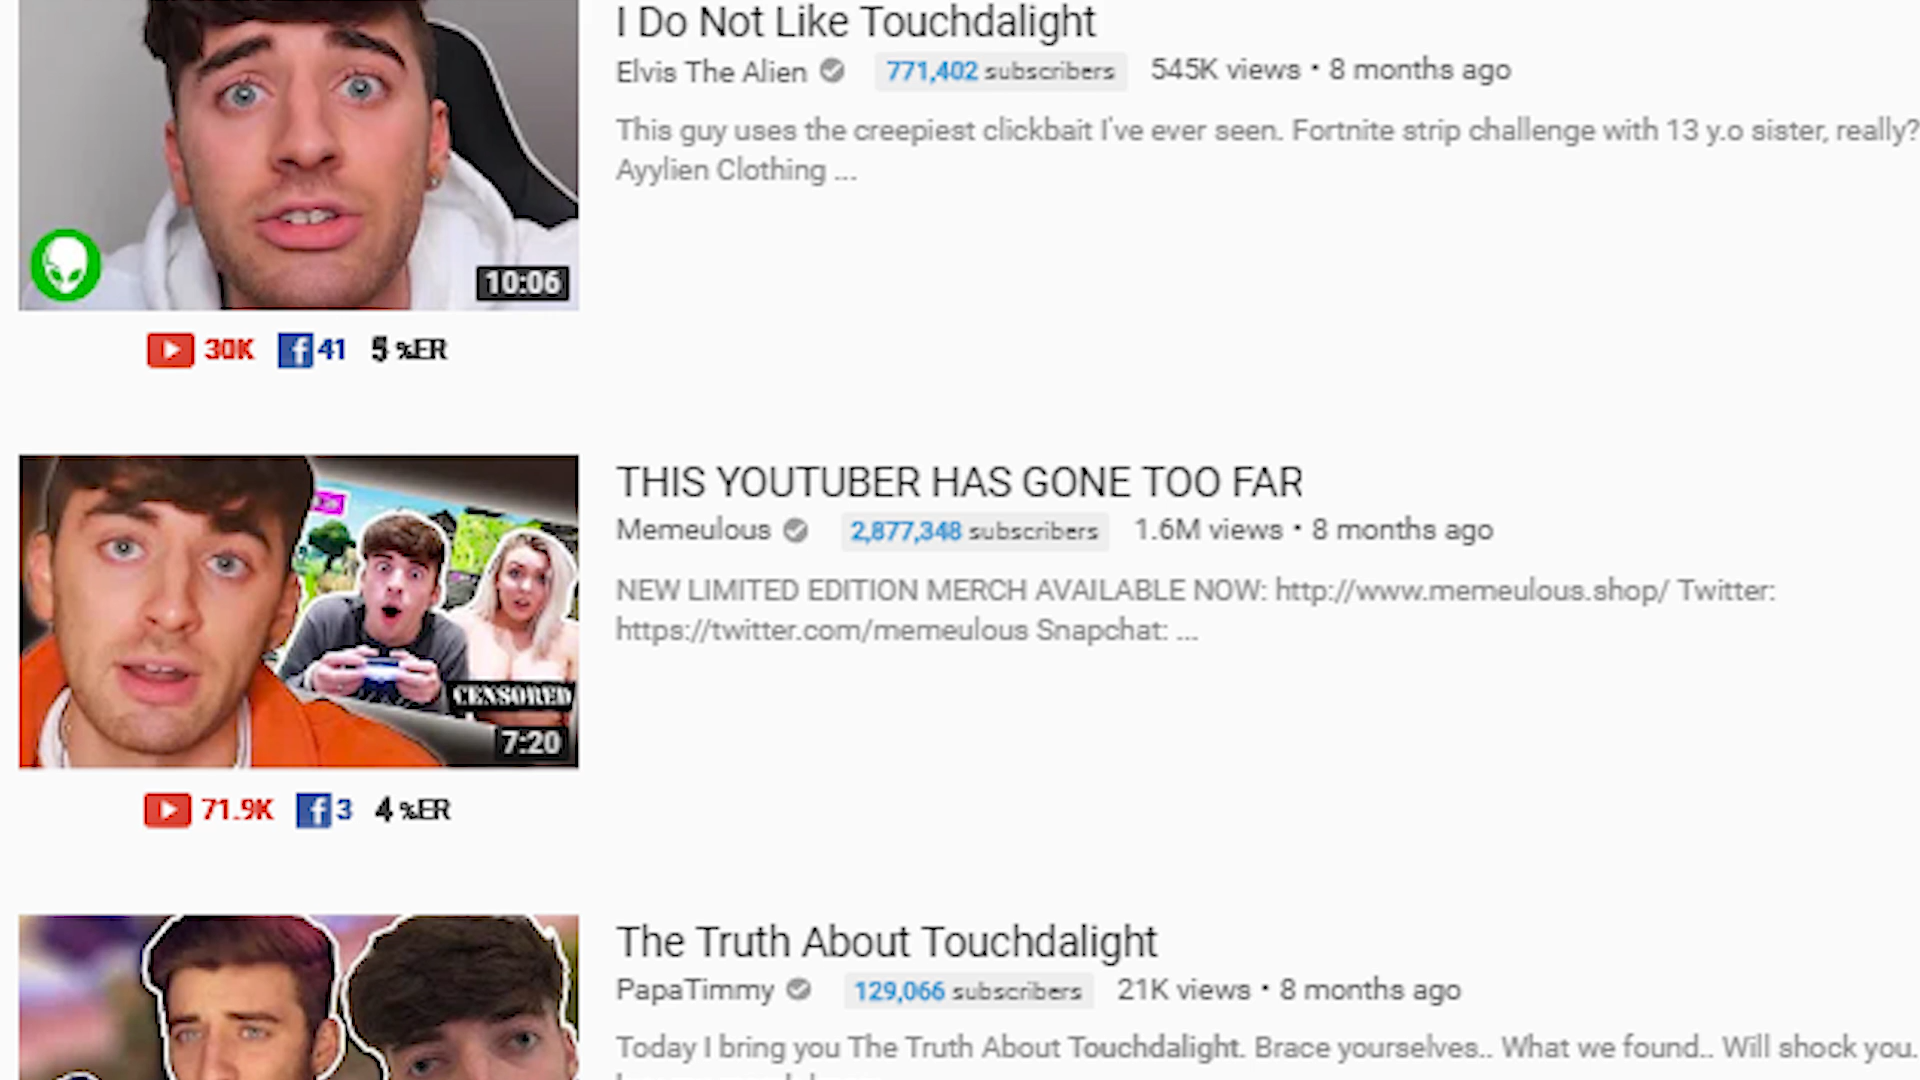 I Do Not Like Touchdalight
Elvis The Alien 771,402 subscribers 545K views • 8 months ago
This guy uses the creepiest clickbait I've ever seen. Fortnite strip challenge with 13 y.o sister, really?
Ayylien Clothing ...
10:06
30K f 41 5 %ER
THIS YOUTUBER HAS GONE TOO FAR
Memeulous 2,877,348 subscribers 1.6M views • 8 months ago
NEW LIMITED EDITION MERCH AVAILABLE NOW: http://www.memeulous.shop/ Twitter:
https://twitter.com/memeulous Snapchat: ...
CENSORED
7:20
71.9K f 3 4 %ER
The Truth About Touchdalight
PapaTimmy 129,066 subscribers 21K views • 8 months ago
Today I bring you The Truth About Touchdalight. Brace yourselves.. What we found.. Will shock you.